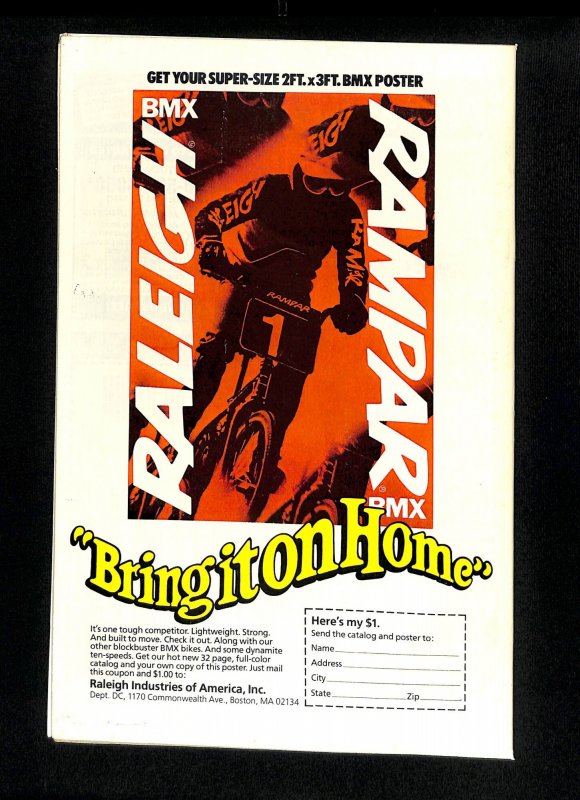 GET YOUR SUPER-SIZE 2FT. x 3FT. BMX POSTER
BMX
RALEIGH
RALEIGH
RALEIGH
RAMPAR
RAMPAR
1
RAMPAR
BMX
"Bring it on Home"
It's one tough competitor. Lightweight. Strong.
And built to move. Check it out. Along with our
other blockbuster BMX bikes. And some dynamite
ten-speeds. Get our hot new 32 page, full-color
catalog and your own copy of this poster. Just mail
this coupon and $1.00 to:
Raleigh Industries of America, Inc.
Dept. DC, 1170 Commonwealth Ave., Boston, MA 02134
Here's my $1.
Send the catalog and poster to:
Name
Address
City
State Zip